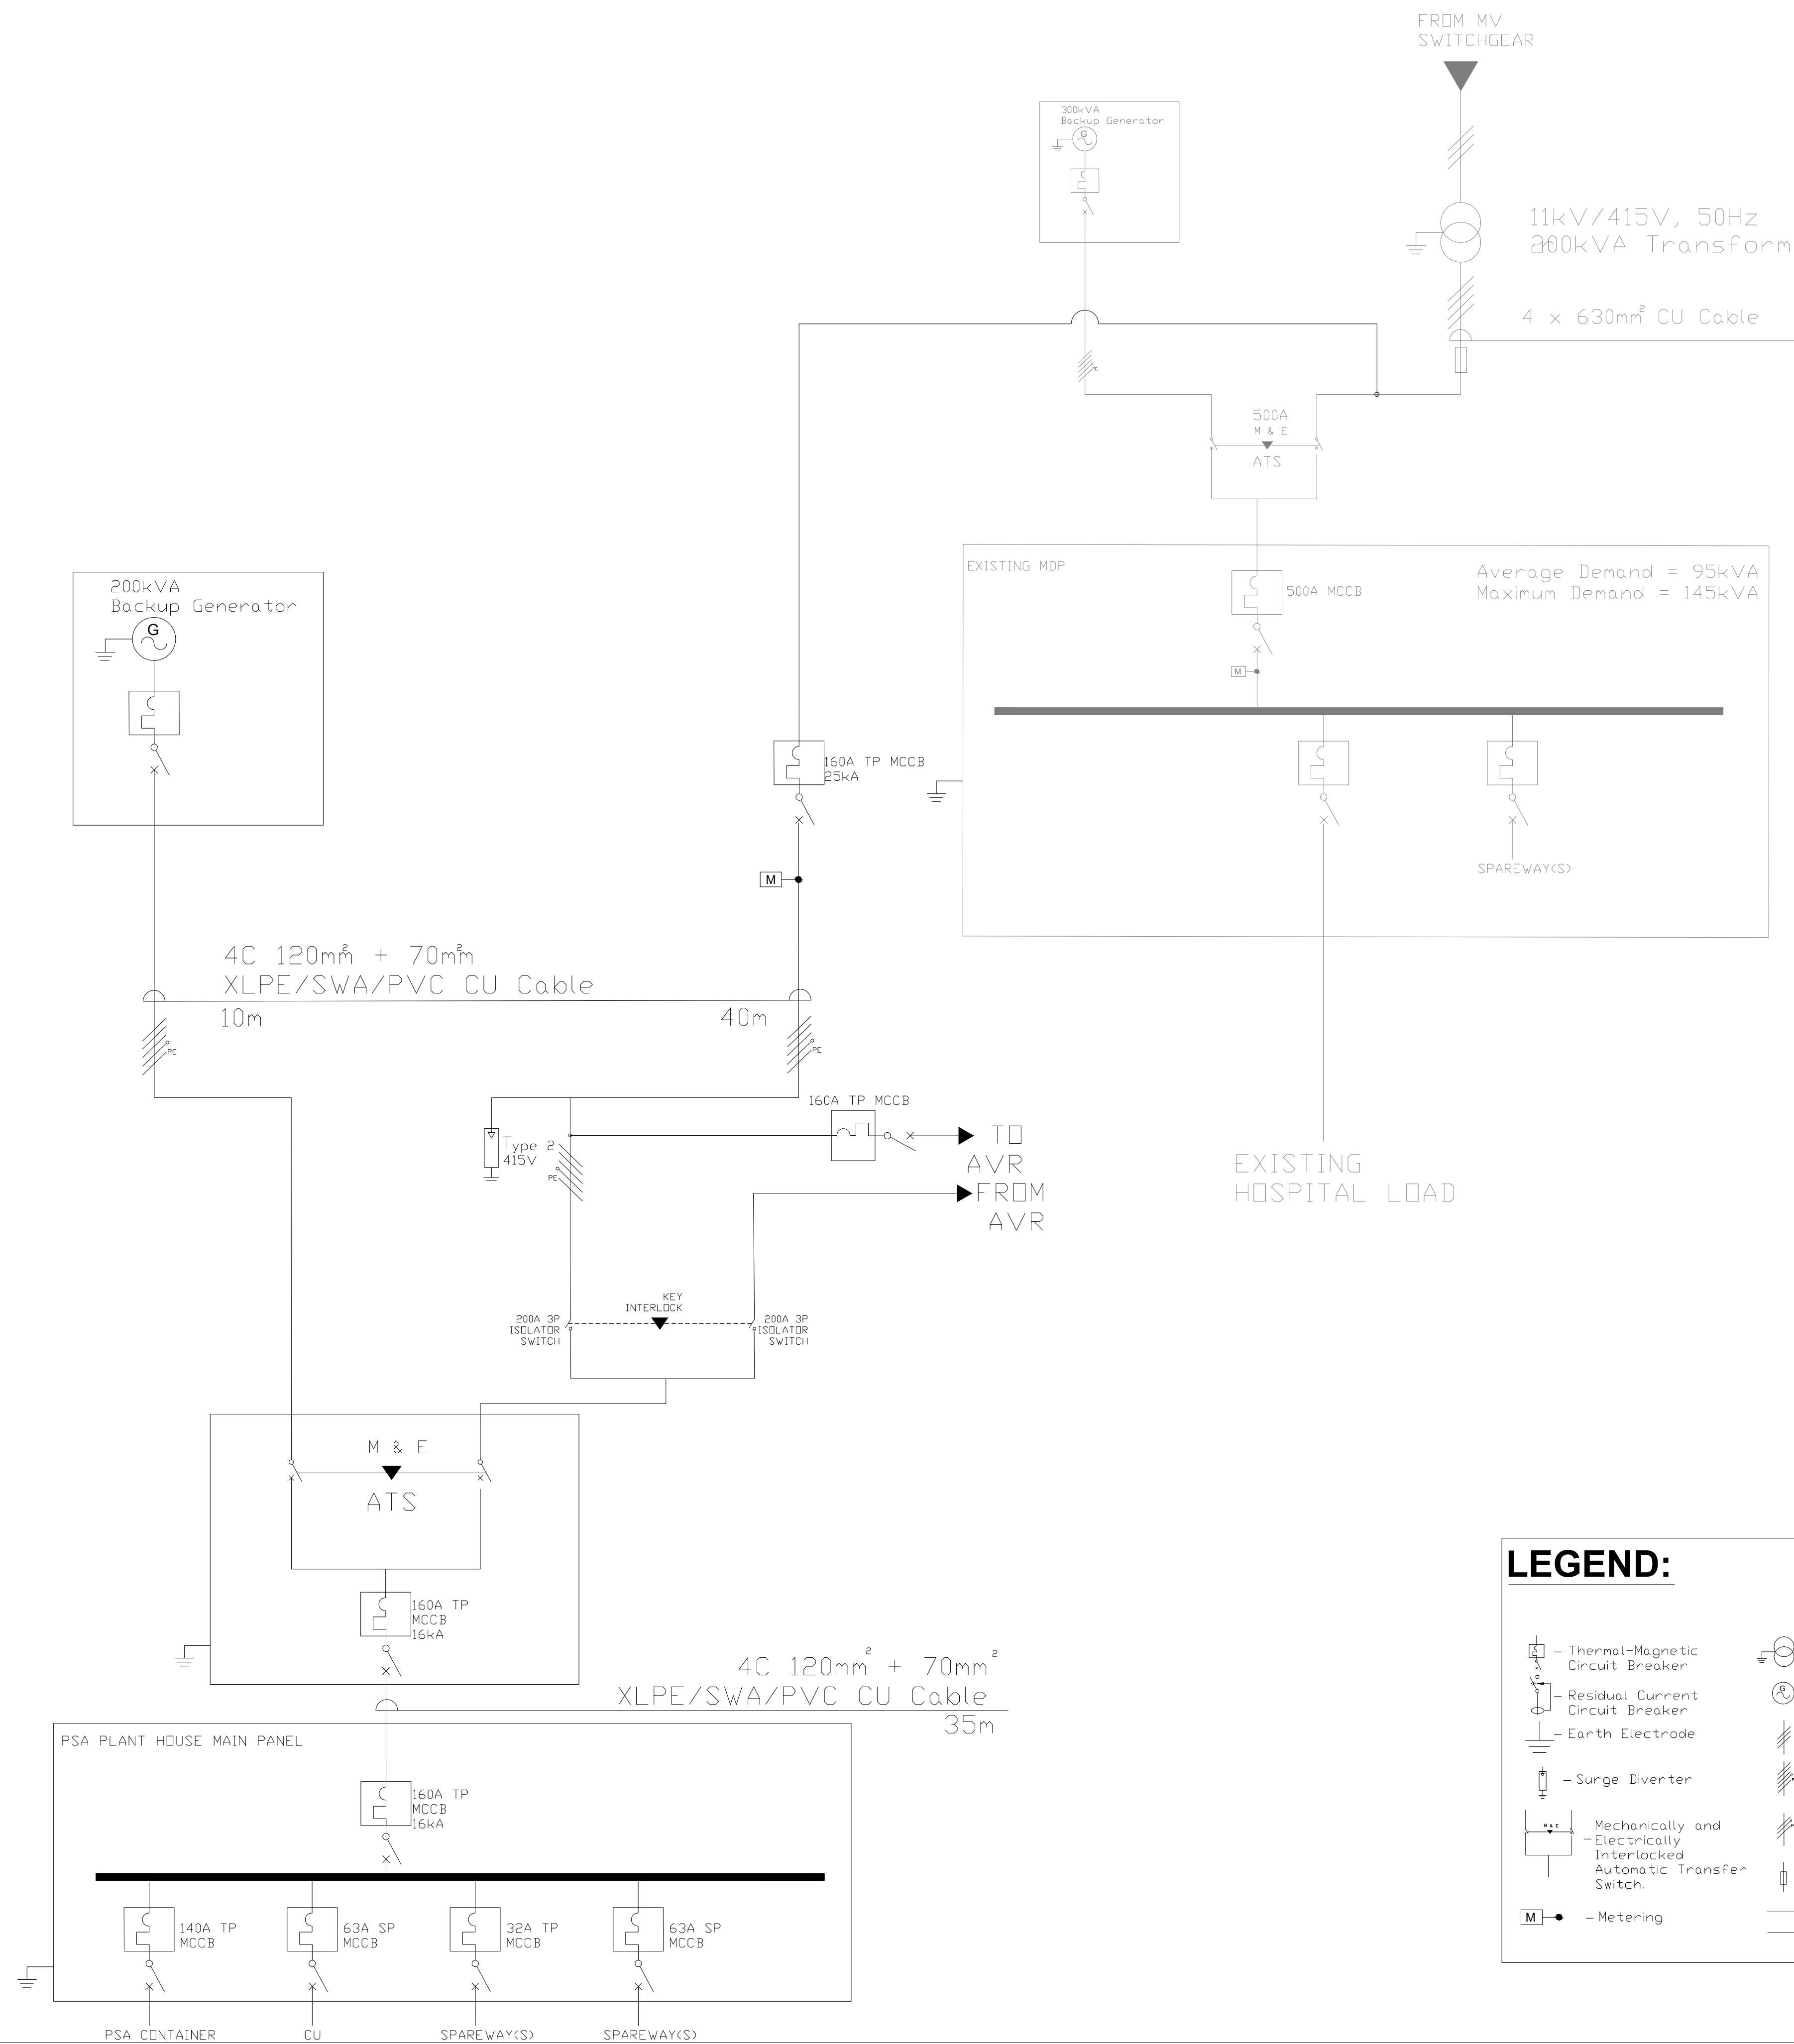 FROM MV
SWITCHGEAR
300kVA
Backup Generator
G
11kV/415V, 50Hz
200kVA Transform
4 x 630mm² CU Cable
PE
500A
M & E
ATS
EXISTING MDP
Average Demand = 95kVA
Maximum Demand = 145kVA
500A MCCB
M
SPAREWAY(S)
EXISTING
HOSPITAL LOAD
200kVA
Backup Generator
G
160A TP MCCB
25kA
M
4C 120mm² + 70mm²
XLPE/SWA/PVC CU Cable
10m
40m
PE
PE
160A TP MCCB
TO
AVR
FROM
AVR
Type 2
415V
PE
KEY
INTERLOCK
200A 3P
ISOLATOR
SWITCH
200A 3P
ISOLATOR
SWITCH
M & E
ATS
160A TP
MCCB
16kA
4C 120mm² + 70mm²
XLPE/SWA/PVC CU Cable
35m
PSA PLANT HOUSE MAIN PANEL
160A TP
MCCB
16kA
140A TP
MCCB
63A SP
MCCB
32A TP
MCCB
63A SP
MCCB
PSA CONTAINER
CU
SPAREWAY(S)
SPAREWAY(S)
LEGEND:
- Thermal-Magnetic
Circuit Breaker
- Residual Current
Circuit Breaker
- Earth Electrode
- Surge Diverter
M & E
Mechanically and
- Electrically
Interlocked
Automatic Transfer
Switch.
M
- Metering
G